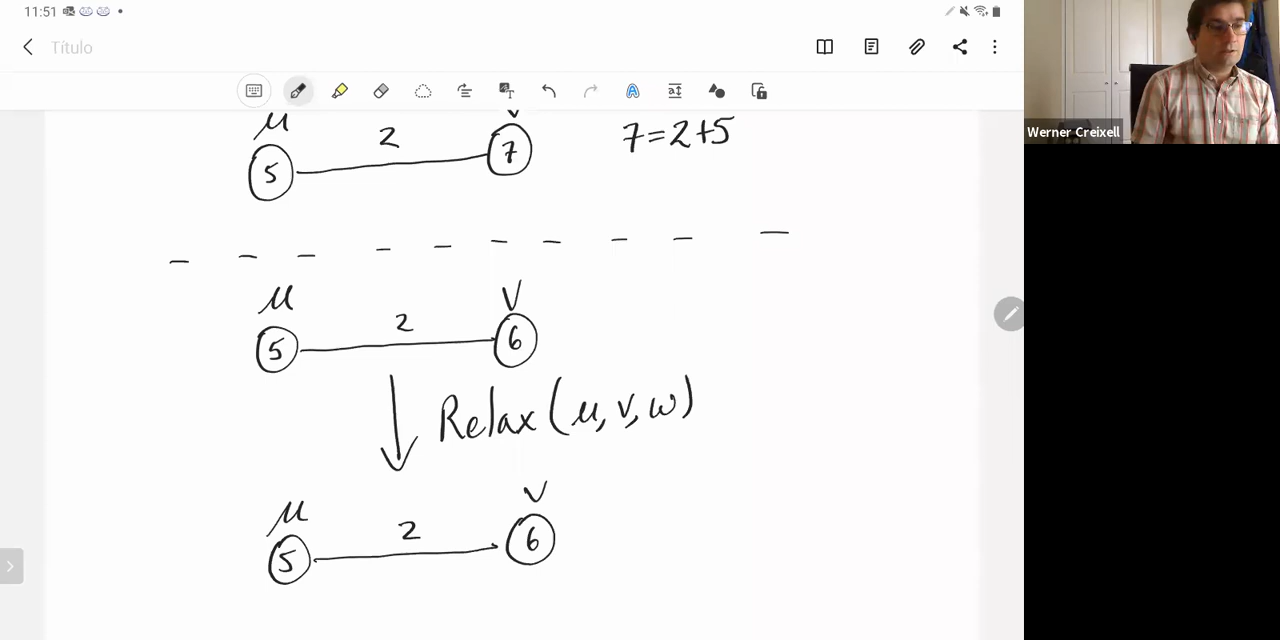 11:51
Título
μ 2 v
5 7 7=2+5
μ 2 V
5 6
Relax(μ,v,w)
μ 2 v
5 6
Werner Creixell